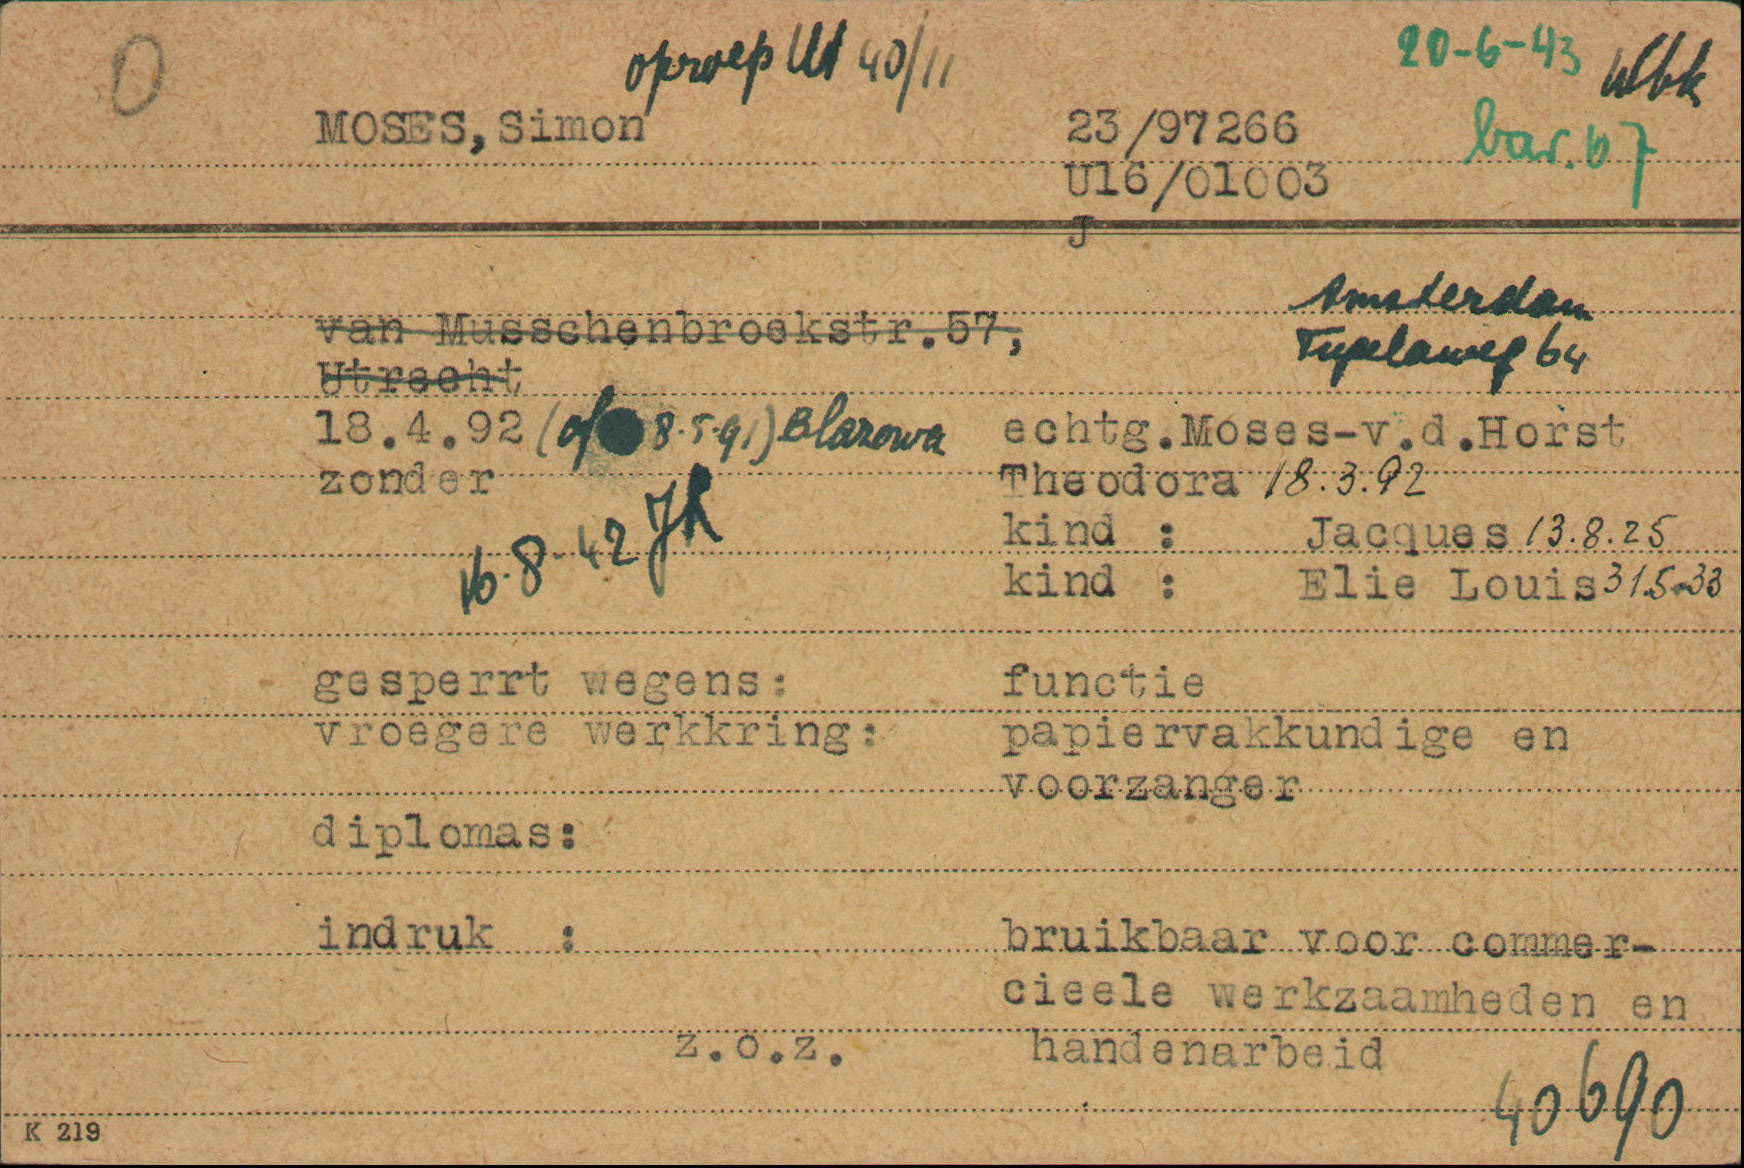 O
oproep Ut 40/11
20-6-43 Wbk
MOSES, Simon 23/97266
bar. 67
U16/01003
J
Amsterdam
van Musschenbroekstr.57,
64
Utrecht
18.4.92 (of 8.5.91) Blazowa echtg.Moses-v.d.Horst
zonder Theodora 18.3.92
16-8-42 kind : Jacques 13.8.25
kind : Elie Louis 31.5.33
gesperrt wegens: functie
vroegere werkkring: papiervakkundige en
voorzanger
diplomas:
indruk : bruikbaar voor commer-
cieele werkzaamheden en
z.o.z. handenarbeid
40690
K 219